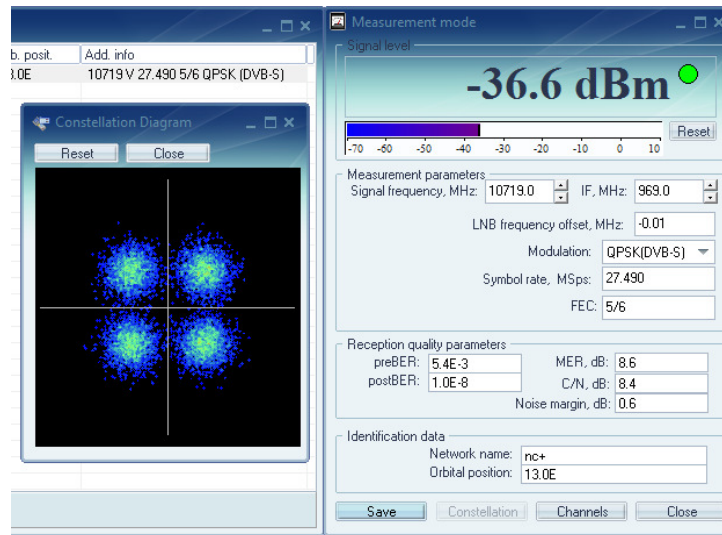 b. posit. Add. info
3.0E 10719 V 27.490 5/6 QPSK (DVB-S)
Constellation Diagram
Reset Close
Measurement mode
Signal level
-36.6 dBm
Reset
-70 -60 -50 -40 -30 -20 -10 0 10
Measurement parameters
Signal frequency, MHz: 10719.0 IF, MHz: 969.0
LNB frequency offset, MHz: -0.01
Modulation: QPSK(DVB-S)
Symbol rate, MSps: 27.490
FEC: 5/6
Reception quality parameters
preBER: 5.4E-3 MER, dB: 8.6
postBER: 1.0E-8 C/N, dB: 8.4
Noise margin, dB: 0.6
Identification data
Network name: nc+
Orbital position: 13.0E
Save Constellation Channels Close